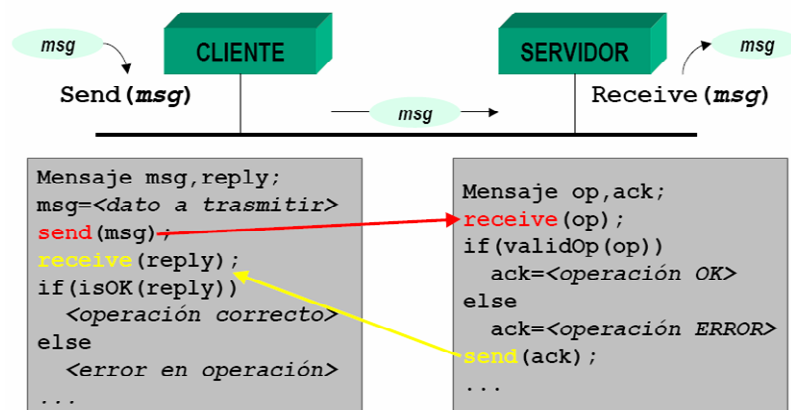 msg
CLIENTE
SERVIDOR
msg
Send(msg)
msg
Receive(msg)
Mensaje msg,reply;
msg=<dato a trasmitir>
send(msg);
receive(reply);
if(isOK(reply))
<operación correcto>
else
<error en operación>
...
Mensaje op,ack;
receive(op);
if(validOp(op))
ack=<operación OK>
else
ack=<operación ERROR>
send(ack);
...